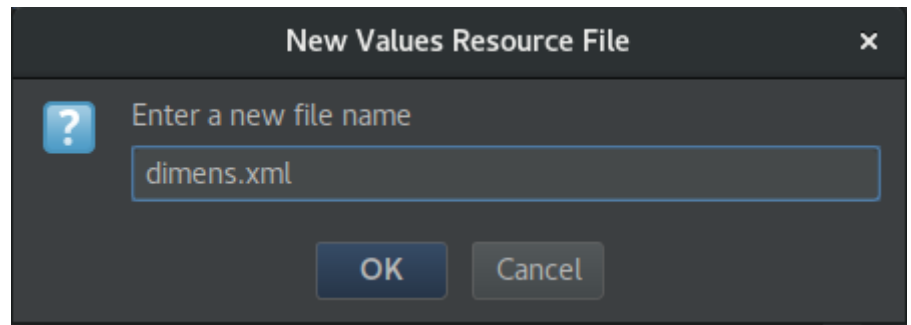 New Values Resource File ×
?
Enter a new file name
dimens.xml
OK Cancel